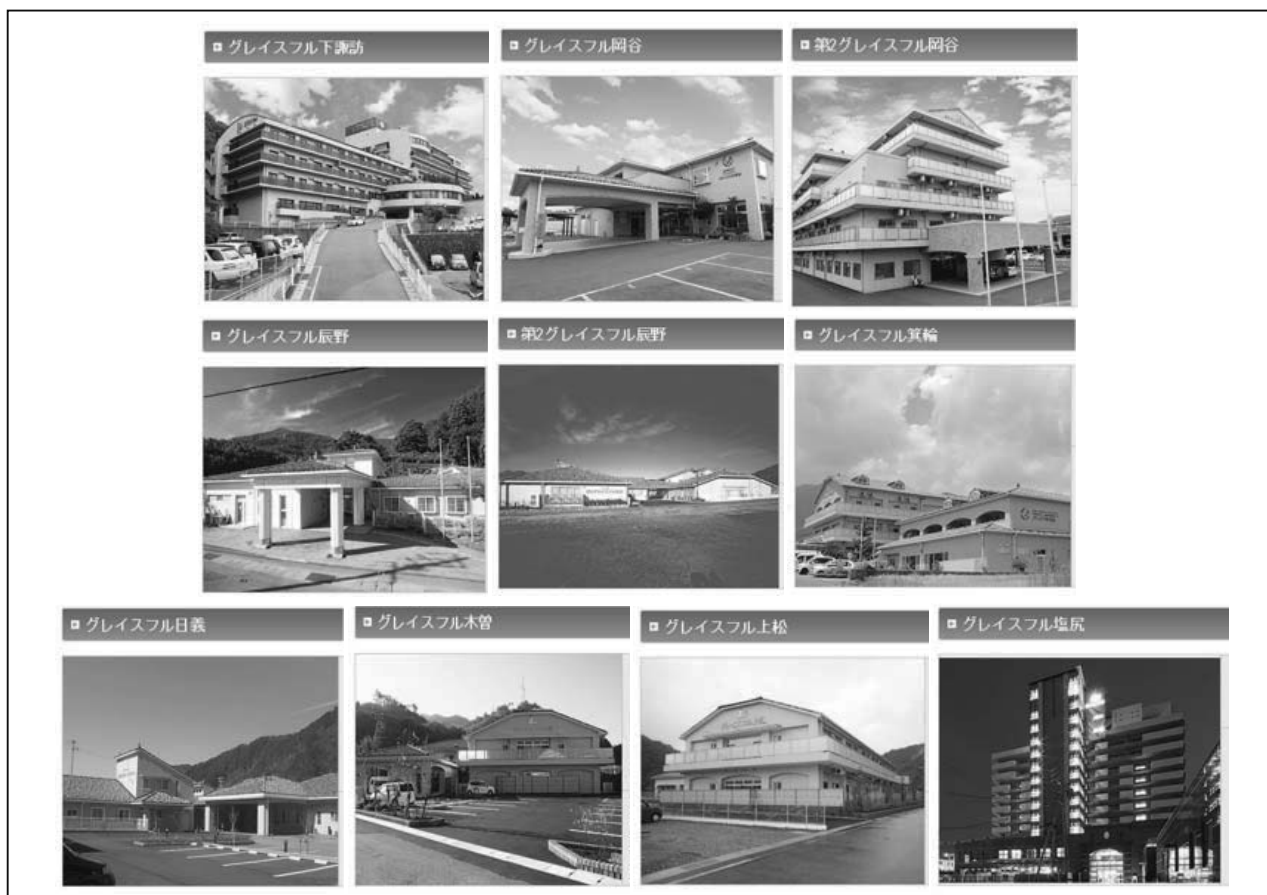 グレイスフル下諏訪
グレイスフル岡谷
第2グレイスフル岡谷
グレイスフル辰野
第2グレイスフル辰野
グレイスフル箕輪
グレイスフル日義
グレイスフル木曽
グレイスフル上松
グレイスフル塩尻